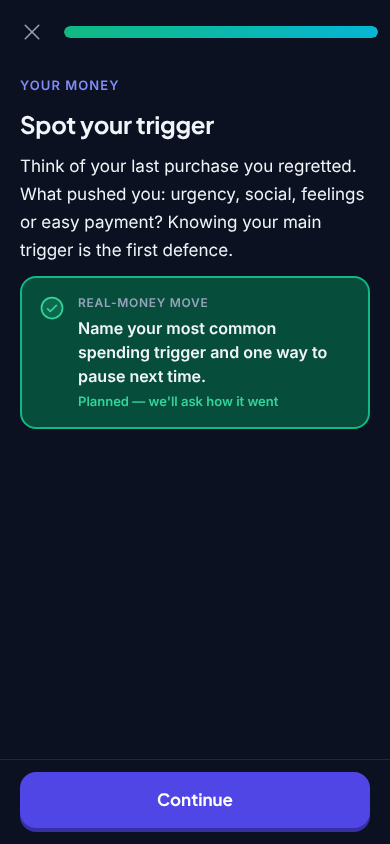 YOUR MONEY
Spot your trigger
Think of your last purchase you regretted.
What pushed you: urgency, social, feelings
or easy payment? Knowing your main
trigger is the first defence.
REAL-MONEY MOVE
Name your most common
spending trigger and one way to
pause next time.
Planned — we'll ask how it went
Continue